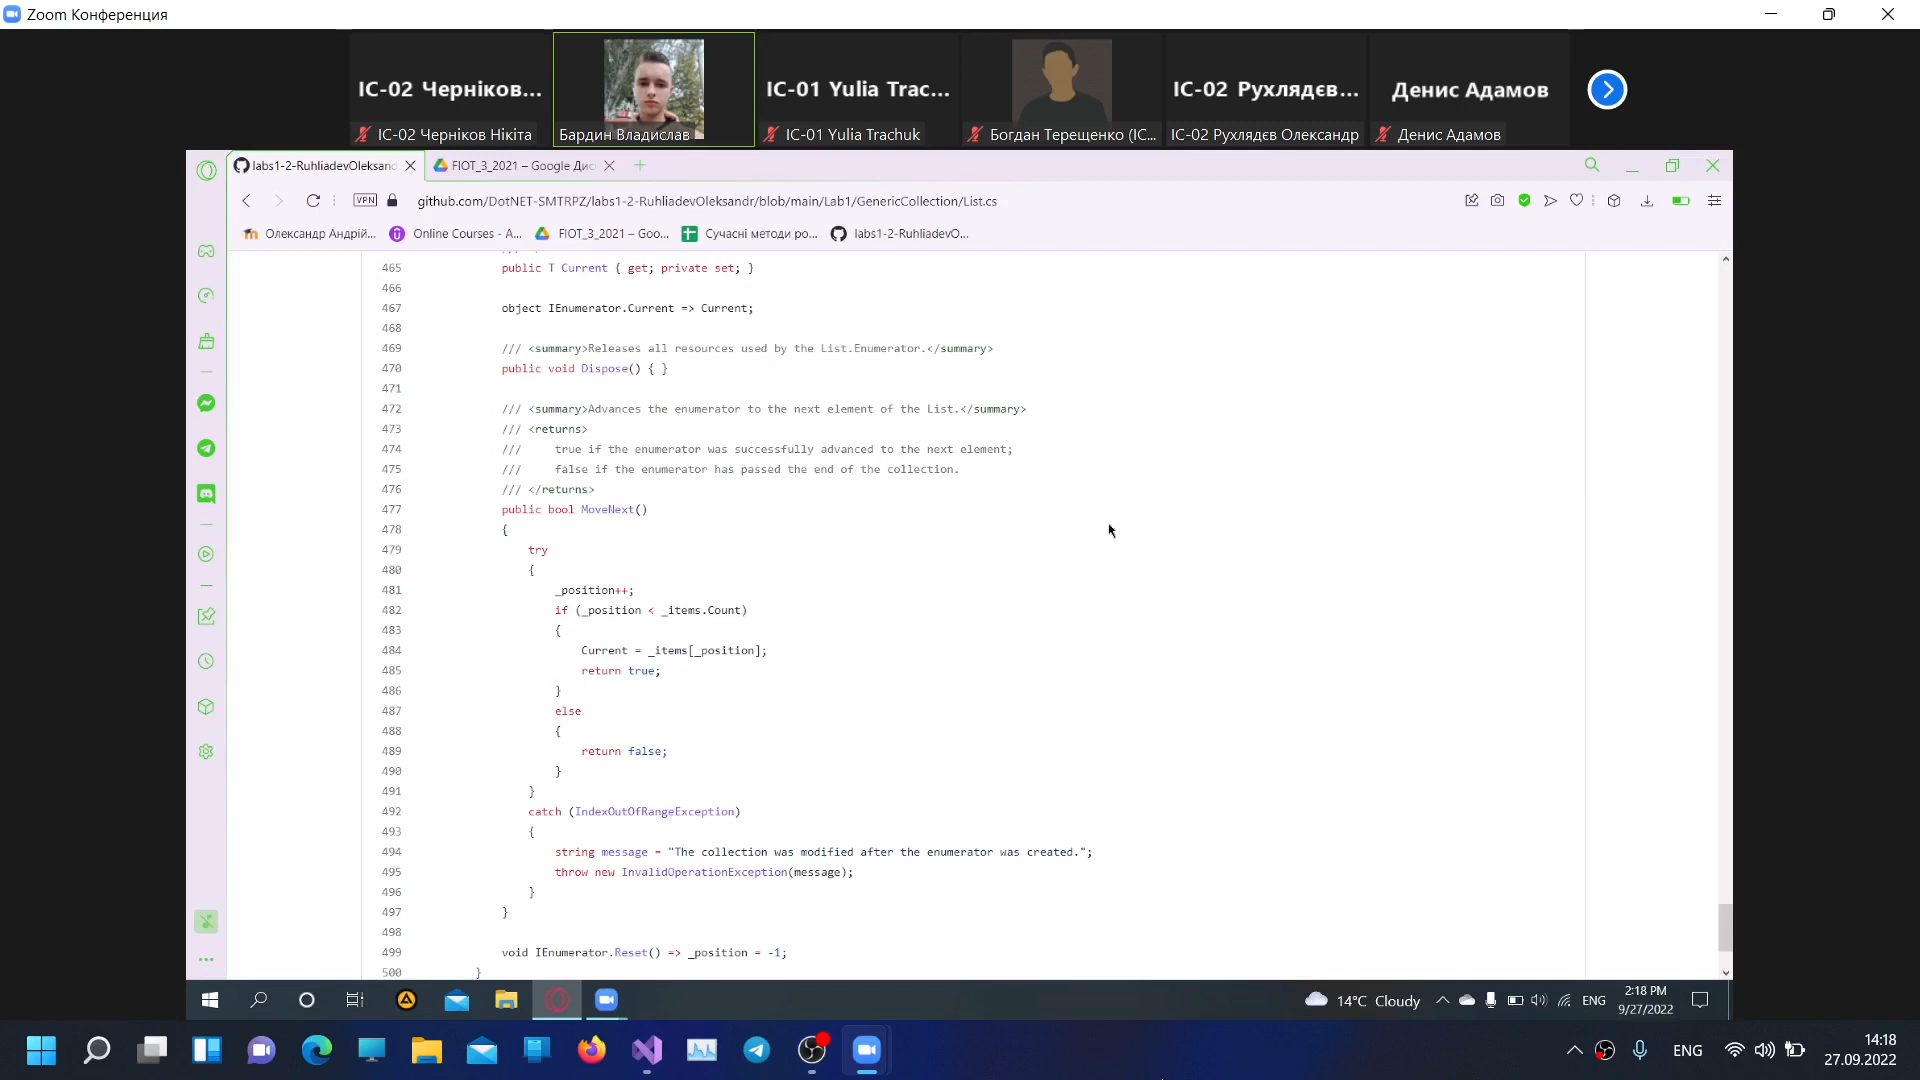 Zoom Конференция
ІС-02 Черніков...
ІС-01 Yulia Trac...
ІС-02 Рухлядєв...
Денис Адамов
ІС-02 Черніков Нікіта
Бардин Владислав
ІС-01 Yulia Trachuk
Богдан Терещенко (ІС...
ІС-02 Рухлядєв Олександр
Денис Адамов
labs1-2-RuhliadevOleksand
FIOT_3_2021 – Google Дис
VPN
github.com/DotNET-SMTRPZ/labs1-2-RuhliadevOleksandr/blob/main/Lab1/GenericCollection/List.cs
Олександр Андрій...
Online Courses - A...
FIOT_3_2021 – Goo...
Сучасні методи ро...
labs1-2-RuhliadevO...
465 public T Current { get; private set; }
466
467 object IEnumerator.Current => Current;
468
469 /// <summary>Releases all resources used by the List.Enumerator.</summary>
470 public void Dispose() { }
471
472 /// <summary>Advances the enumerator to the next element of the List.</summary>
473 /// <returns>
474 /// true if the enumerator was successfully advanced to the next element;
475 /// false if the enumerator has passed the end of the collection.
476 /// </returns>
477 public bool MoveNext()
478 {
479 try
480 {
481 _position++;
482 if (_position < _items.Count)
483 {
484 Current = _items[_position];
485 return true;
486 }
487 else
488 {
489 return false;
490 }
491 }
492 catch (IndexOutOfRangeException)
493 {
494 string message = "The collection was modified after the enumerator was created.";
495 throw new InvalidOperationException(message);
496 }
497 }
498
499 void IEnumerator.Reset() => _position = -1;
500 }
14°C Cloudy
ENG
2:18 PM
9/27/2022
ENG
14:18
27.09.2022